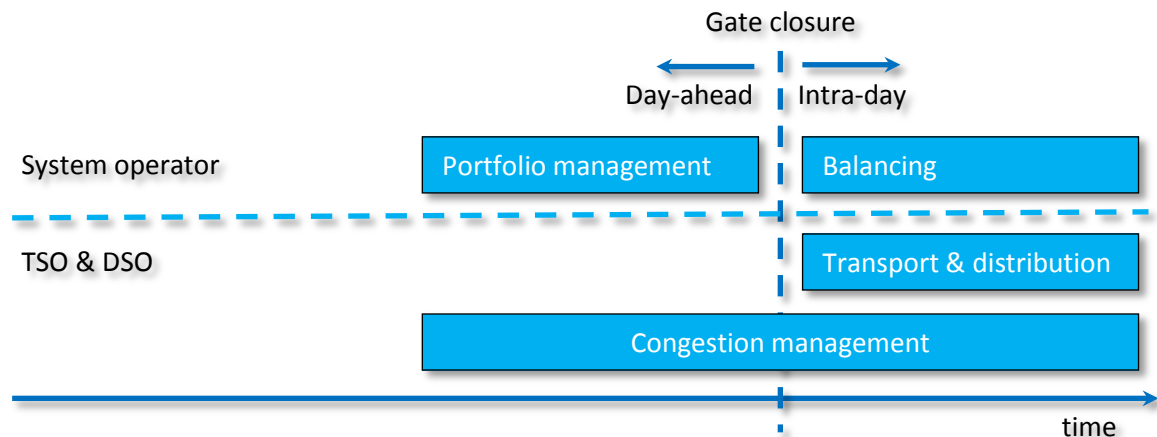 Gate closure
Day-ahead
Intra-day
System operator
Portfolio management
Balancing
TSO & DSO
Transport & distribution
Congestion management
time